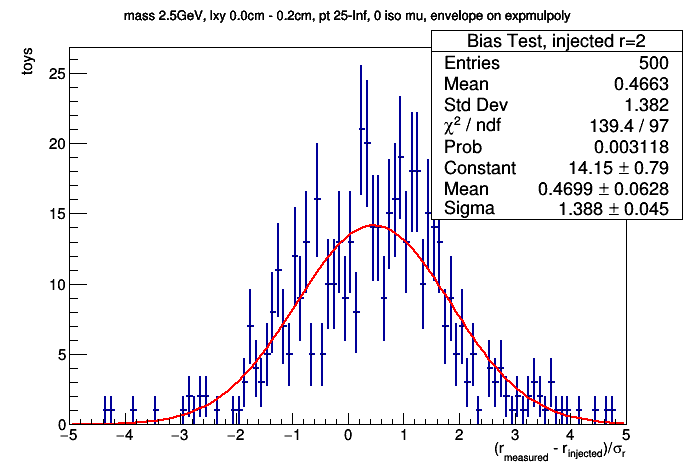 mass 2.5GeV, lxy 0.0cm - 0.2cm, pt 25-Inf, 0 iso mu, envelope on expmulpoly
Bias Test, injected r=2
Entries 500
Mean 0.4663
Std Dev 1.382
χ² / ndf 139.4 / 97
Prob 0.003118
Constant 14.15 ± 0.79
Mean 0.4699 ± 0.0628
Sigma 1.388 ± 0.045
toys
25
20
15
10
5
0
−5 −4 −3 −2 −1 0 1 2 3 4 5
(r_measured - r_injected)/σ_r